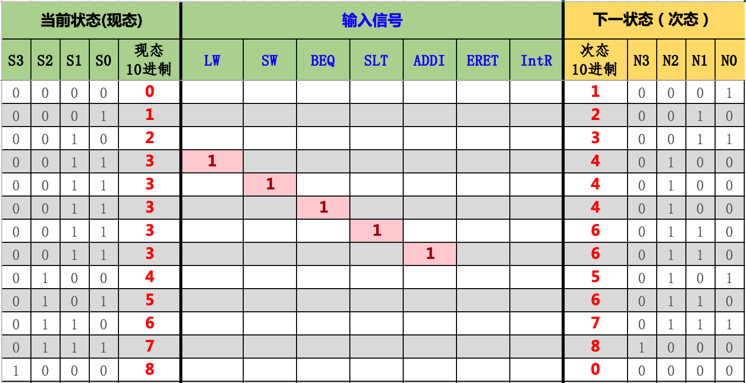 当前状态(现态) 输入信号 下一状态（次态）
S3 S2 S1 S0 现态 10进制 LW SW BEQ SLT ADDI ERET IntR 次态 10进制 N3 N2 N1 N0
0 0 0 0 0 1 0 0 0 1
0 0 0 1 1 2 0 0 1 0
0 0 1 0 2 3 0 0 1 1
0 0 1 1 3 1 4 0 1 0 0
0 0 1 1 3 1 4 0 1 0 0
0 0 1 1 3 1 4 0 1 0 0
0 0 1 1 3 1 6 0 1 1 0
0 0 1 1 3 1 6 0 1 1 0
0 1 0 0 4 5 0 1 0 1
0 1 0 1 5 6 0 1 1 0
0 1 1 0 6 7 0 1 1 1
0 1 1 1 7 8 1 0 0 0
1 0 0 0 8 0 0 0 0 0